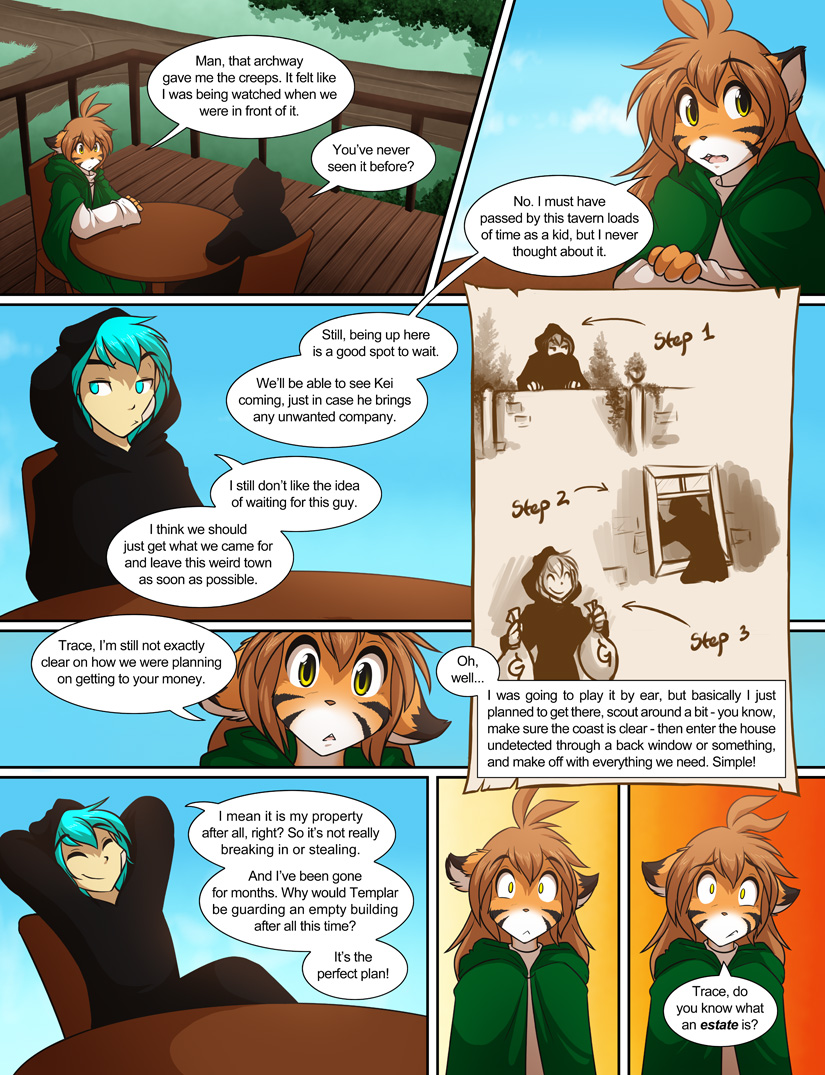 Man, that archway
gave me the creeps. It felt like
I was being watched when we
were in front of it.
You've never
seen it before?
No. I must have
passed by this tavern loads
of time as a kid, but I never
thought about it.
Still, being up here
is a good spot to wait.
We'll be able to see Kei
coming, just in case he brings
any unwanted company.
I still don't like the idea
of waiting for this guy.
I think we should
just get what we came for
and leave this weird town
as soon as possible.
Trace, I'm still not exactly
clear on how we were planning
on getting to your money.
Oh,
well...
Step 1
Step 2
Step 3
G
G
I was going to play it by ear, but basically I just
planned to get there, scout around a bit - you know,
make sure the coast is clear - then enter the house
undetected through a back window or something,
and make off with everything we need. Simple!
I mean it is my property
after all, right? So it's not really
breaking in or stealing.
And I've been gone
for months. Why would Templar
be guarding an empty building
after all this time?
It's the
perfect plan!
Trace, do
you know what
an estate is?